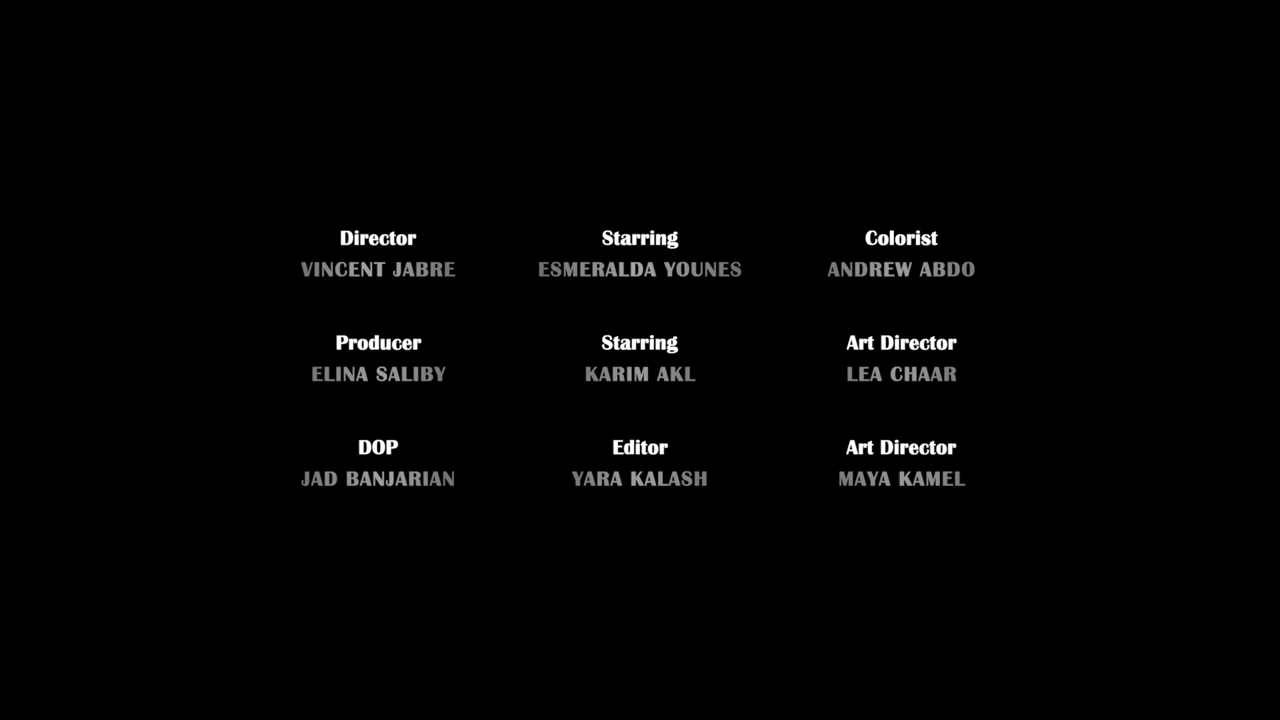 Director
VINCENT JABRE
Starring
ESMERALDA YOUNES
Colorist
ANDREW ABDO
Producer
ELINA SALIBY
Starring
KARIM AKL
Art Director
LEA CHAAR
DOP
JAD BANJARIAN
Editor
YARA KALASH
Art Director
MAYA KAMEL